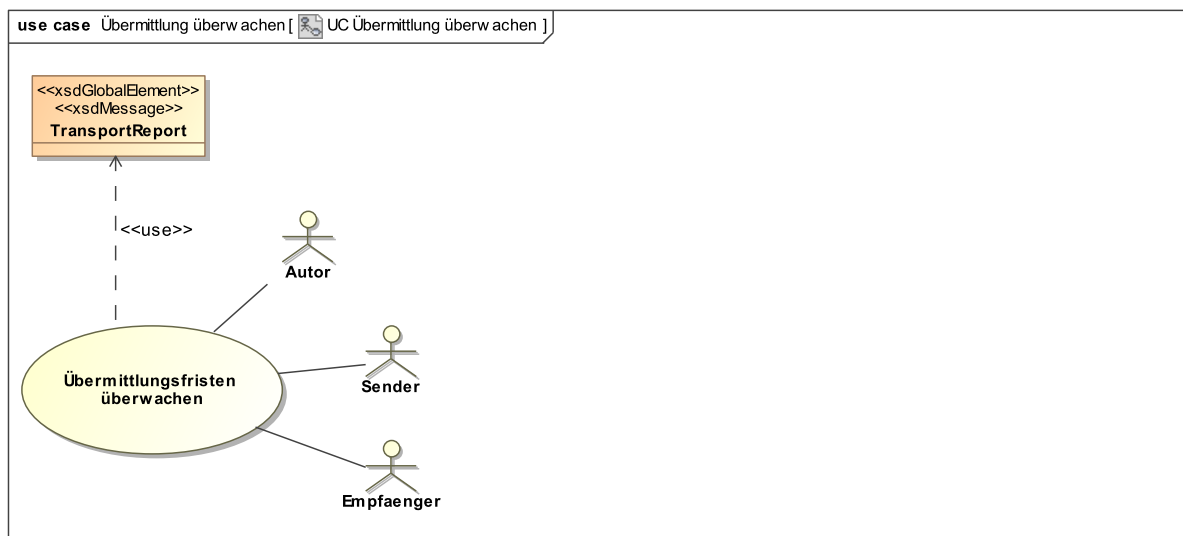 use case Übermittlung überwachen [ UC Übermittlung überwachen ]
<<xsdGlobalElement>>
<<xsdMessage>>
TransportReport
<<use>>
Autor
Sender
Übermittlungsfristen
überwachen
Empfaenger